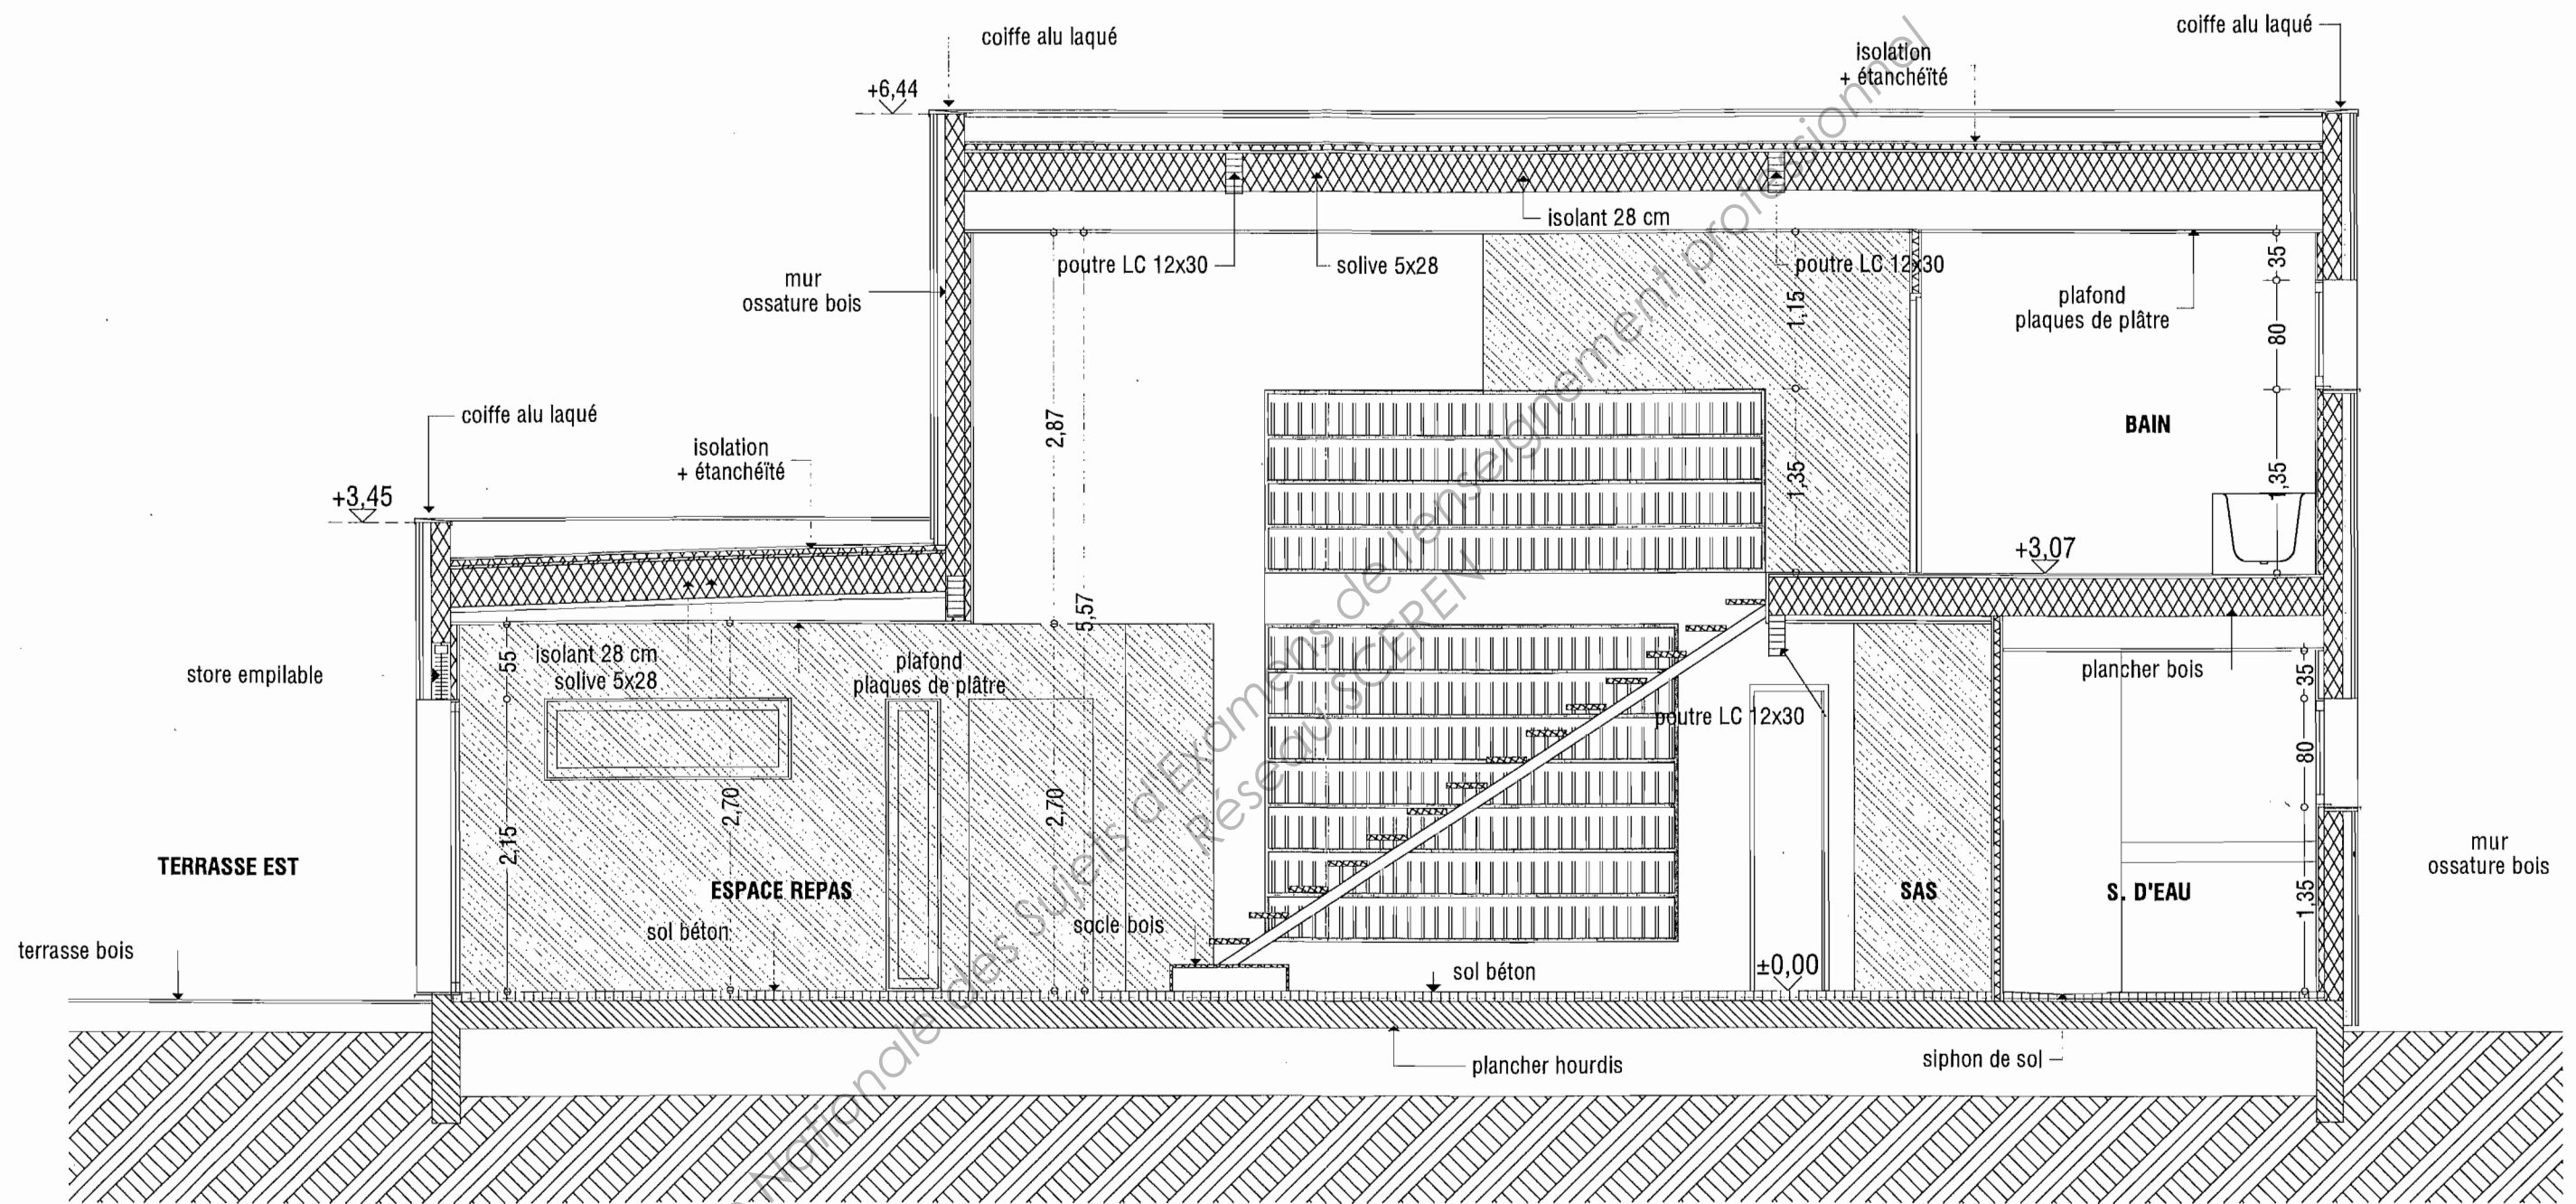 coiffe alu laqué
coiffe alu laqué
isolation
+ étanchéïté
+6,44
isolant 28 cm
poutre LC 12x30
solive 5x28
poutre LC 12x30
mur
ossature bois
plafond
plaques de plâtre
35
1,15
80
coiffe alu laqué
2,87
BAIN
isolation
+ étanchéïté
+3,45
1,35
1,35
+3,07
5,57
store empilable
55
isolant 28 cm
solive 5x28
plafond
plaques de plâtre
plancher bois
35
poutre LC 12x30
80
2,70
2,70
2,15
TERRASSE EST
ESPACE REPAS
SAS
S. D'EAU
1,35
mur
ossature bois
sol béton
socle bois
terrasse bois
sol béton
±0,00
plancher hourdis
siphon de sol
Nationale des Sujets d'Examens de l'enseignement professionnel
Réseau SCEREN